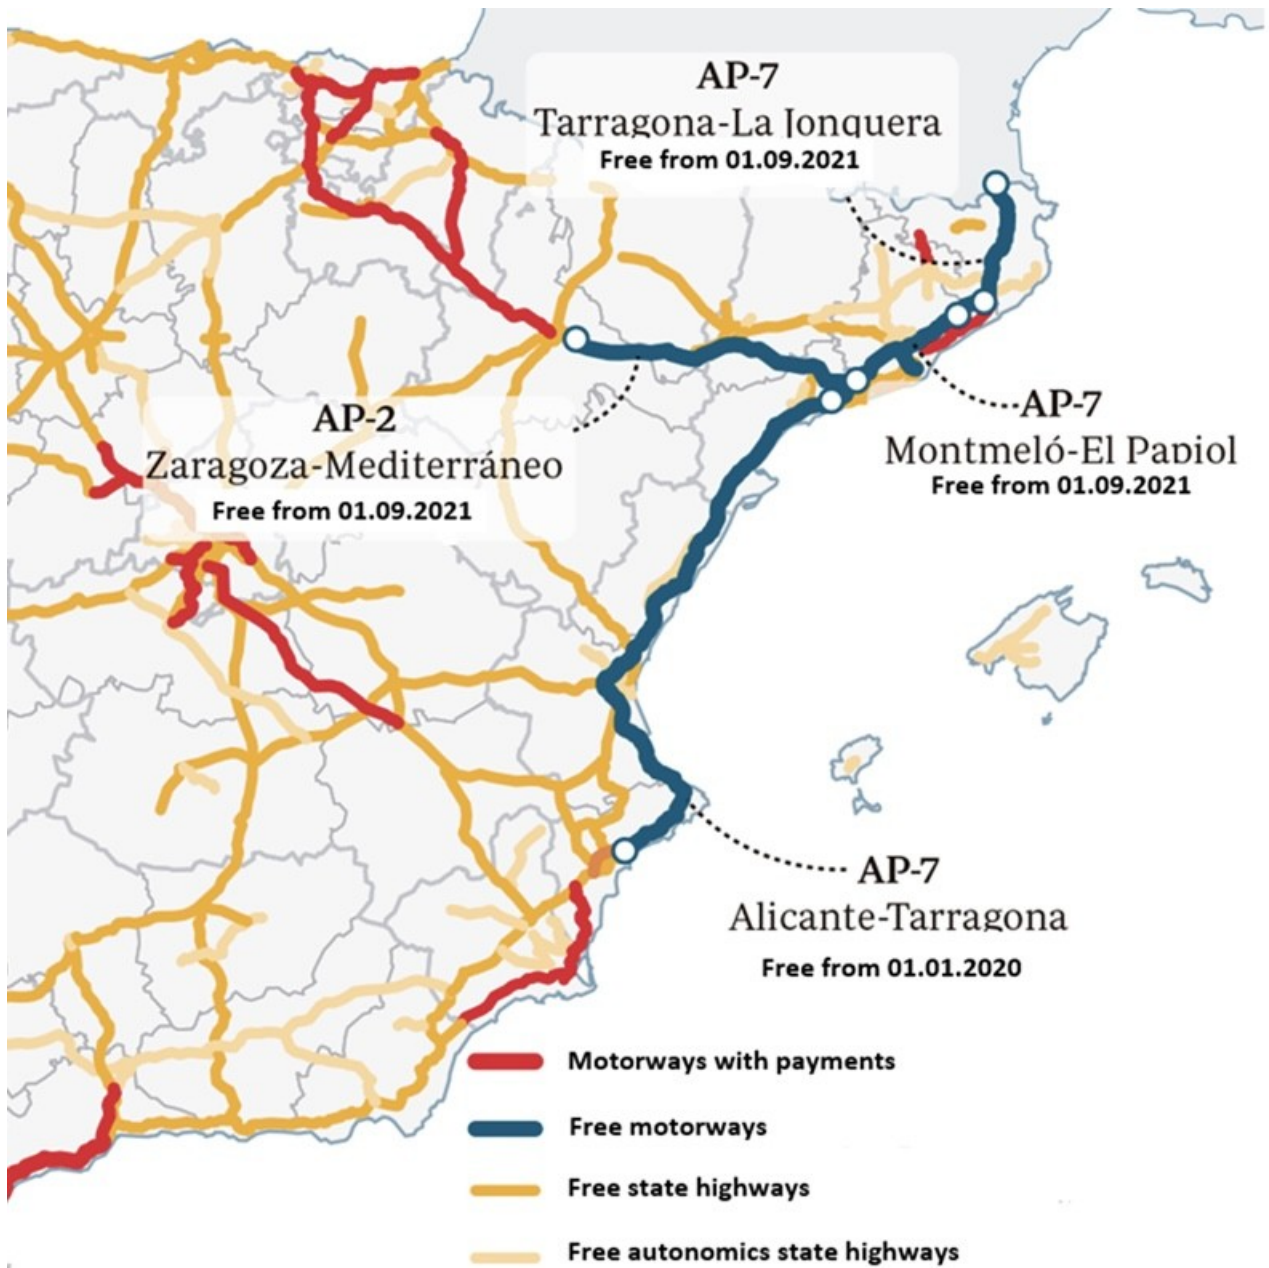 AP-7
Tarragona-La Jonquera
Free from 01.09.2021
AP-2
Zaragoza-Mediterráneo
Free from 01.09.2021
AP-7
Montmeló-El Papiol
Free from 01.09.2021
AP-7
Alicante-Tarragona
Free from 01.01.2020
Motorways with payments
Free motorways
Free state highways
Free autonomics state highways